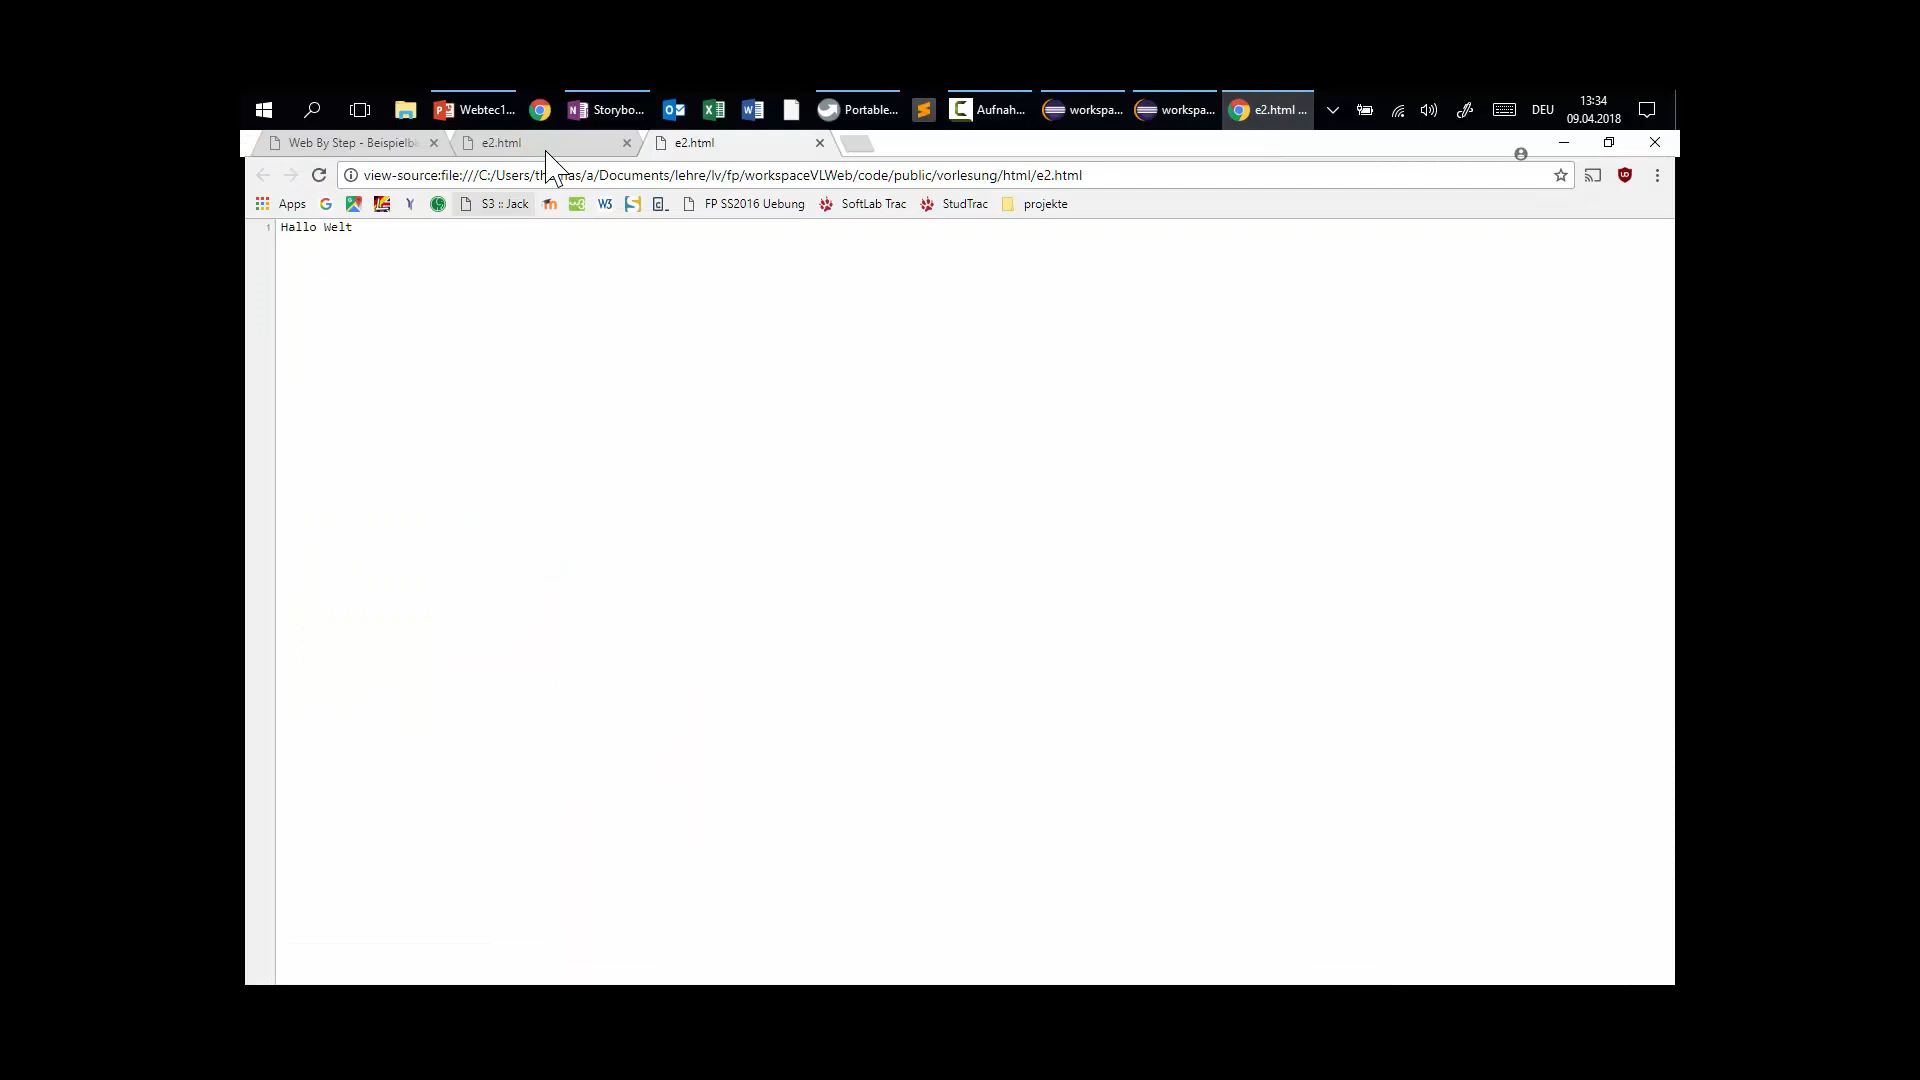 Webtec1... Storybo... Portable... Aufnah... workspa... workspa... e2.html ... DEU 13:34
09.04.2018
Web By Step - Beispielb e2.html e2.html
view-source:file:///C:/Users/thomas/a/Documents/lehre/lv/fp/workspaceVLWeb/code/public/vorlesung/html/e2.html
Apps S3 :: Jack W3 FP SS2016 Uebung SoftLab Trac StudTrac projekte
1 Hallo Welt